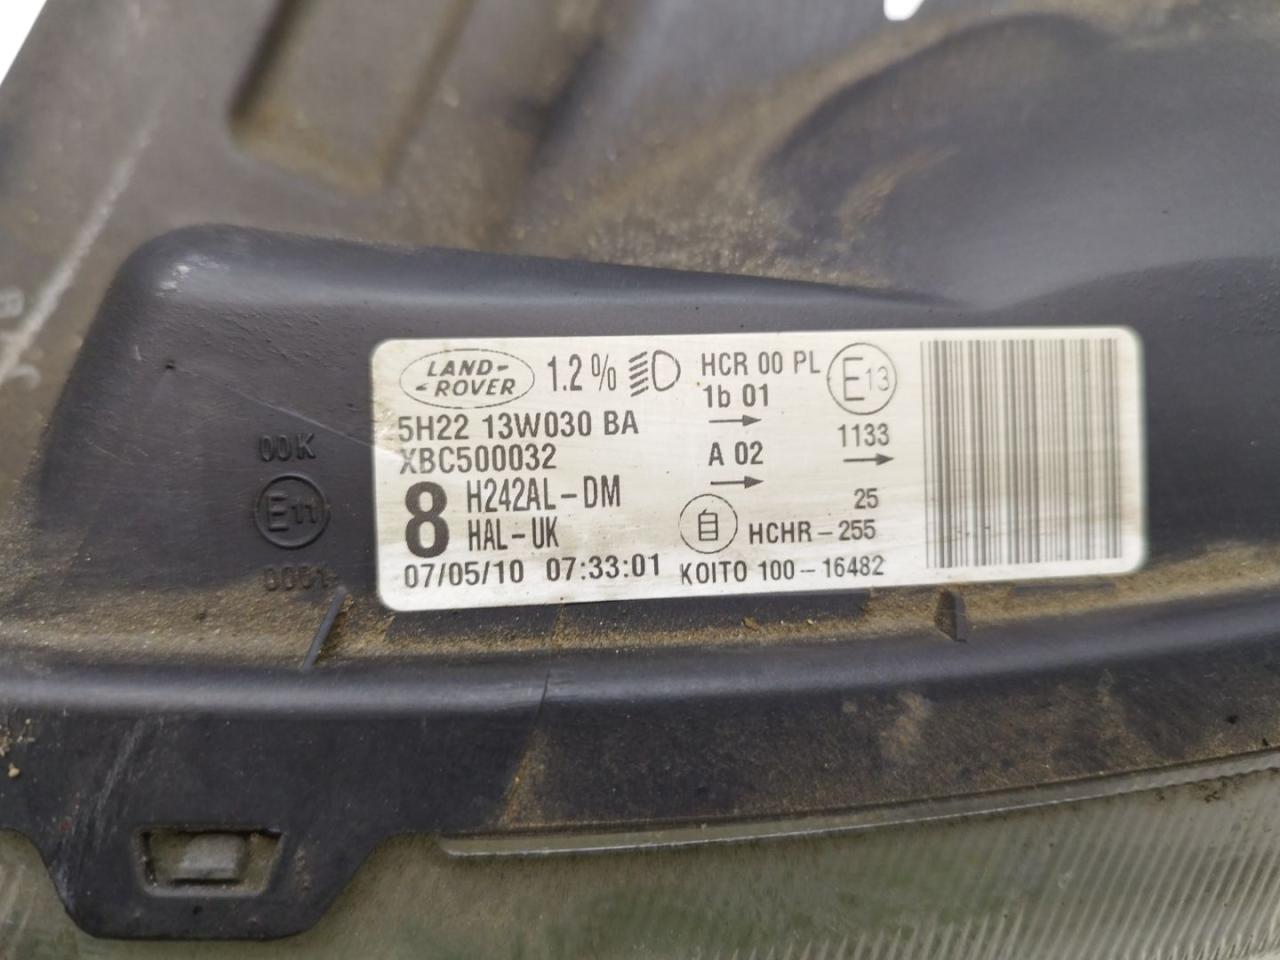 LAND-
ROVER
1.2%
HCR 00 PL
1b 01
E13
5H22 13W030 BA
XBC500032
A 02
1133
8
H242AL-DM
HAL-UK
25
HCHR-255
07/05/10 07:33:01
KOITO 100-16482
00K
E11